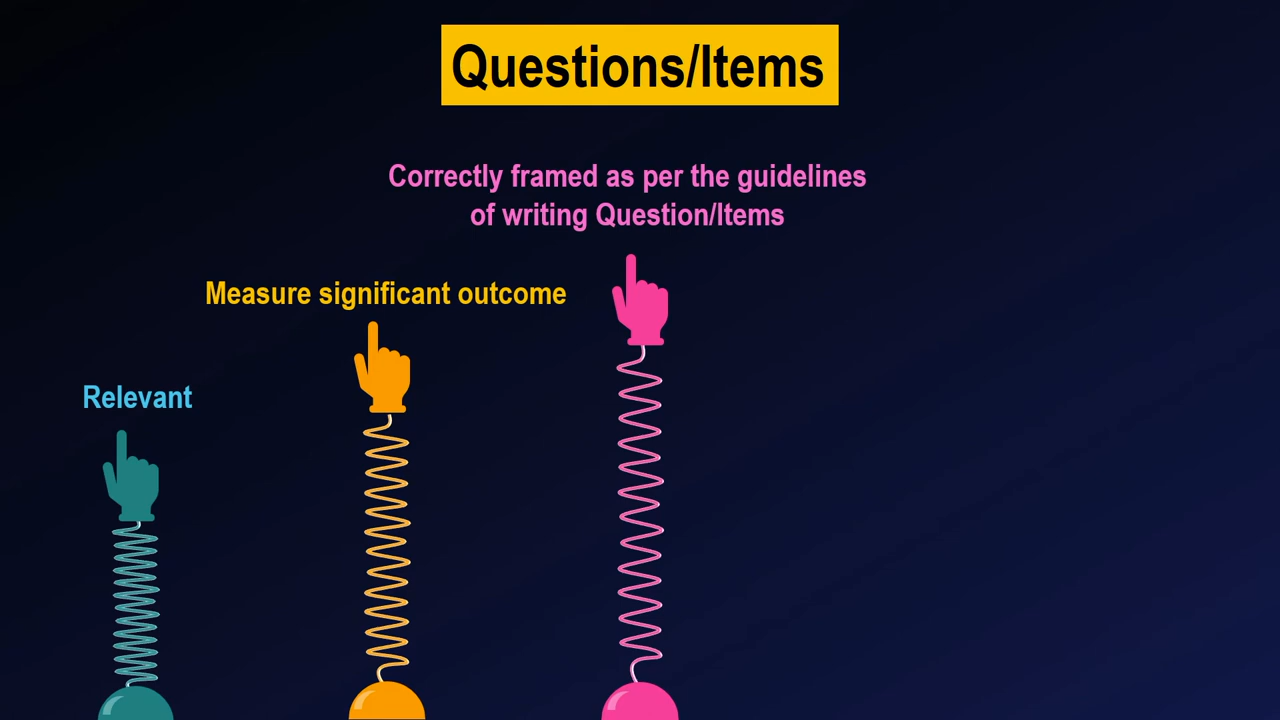 Questions/Items
Correctly framed as per the guidelines
of writing Question/Items
Measure significant outcome
Relevant